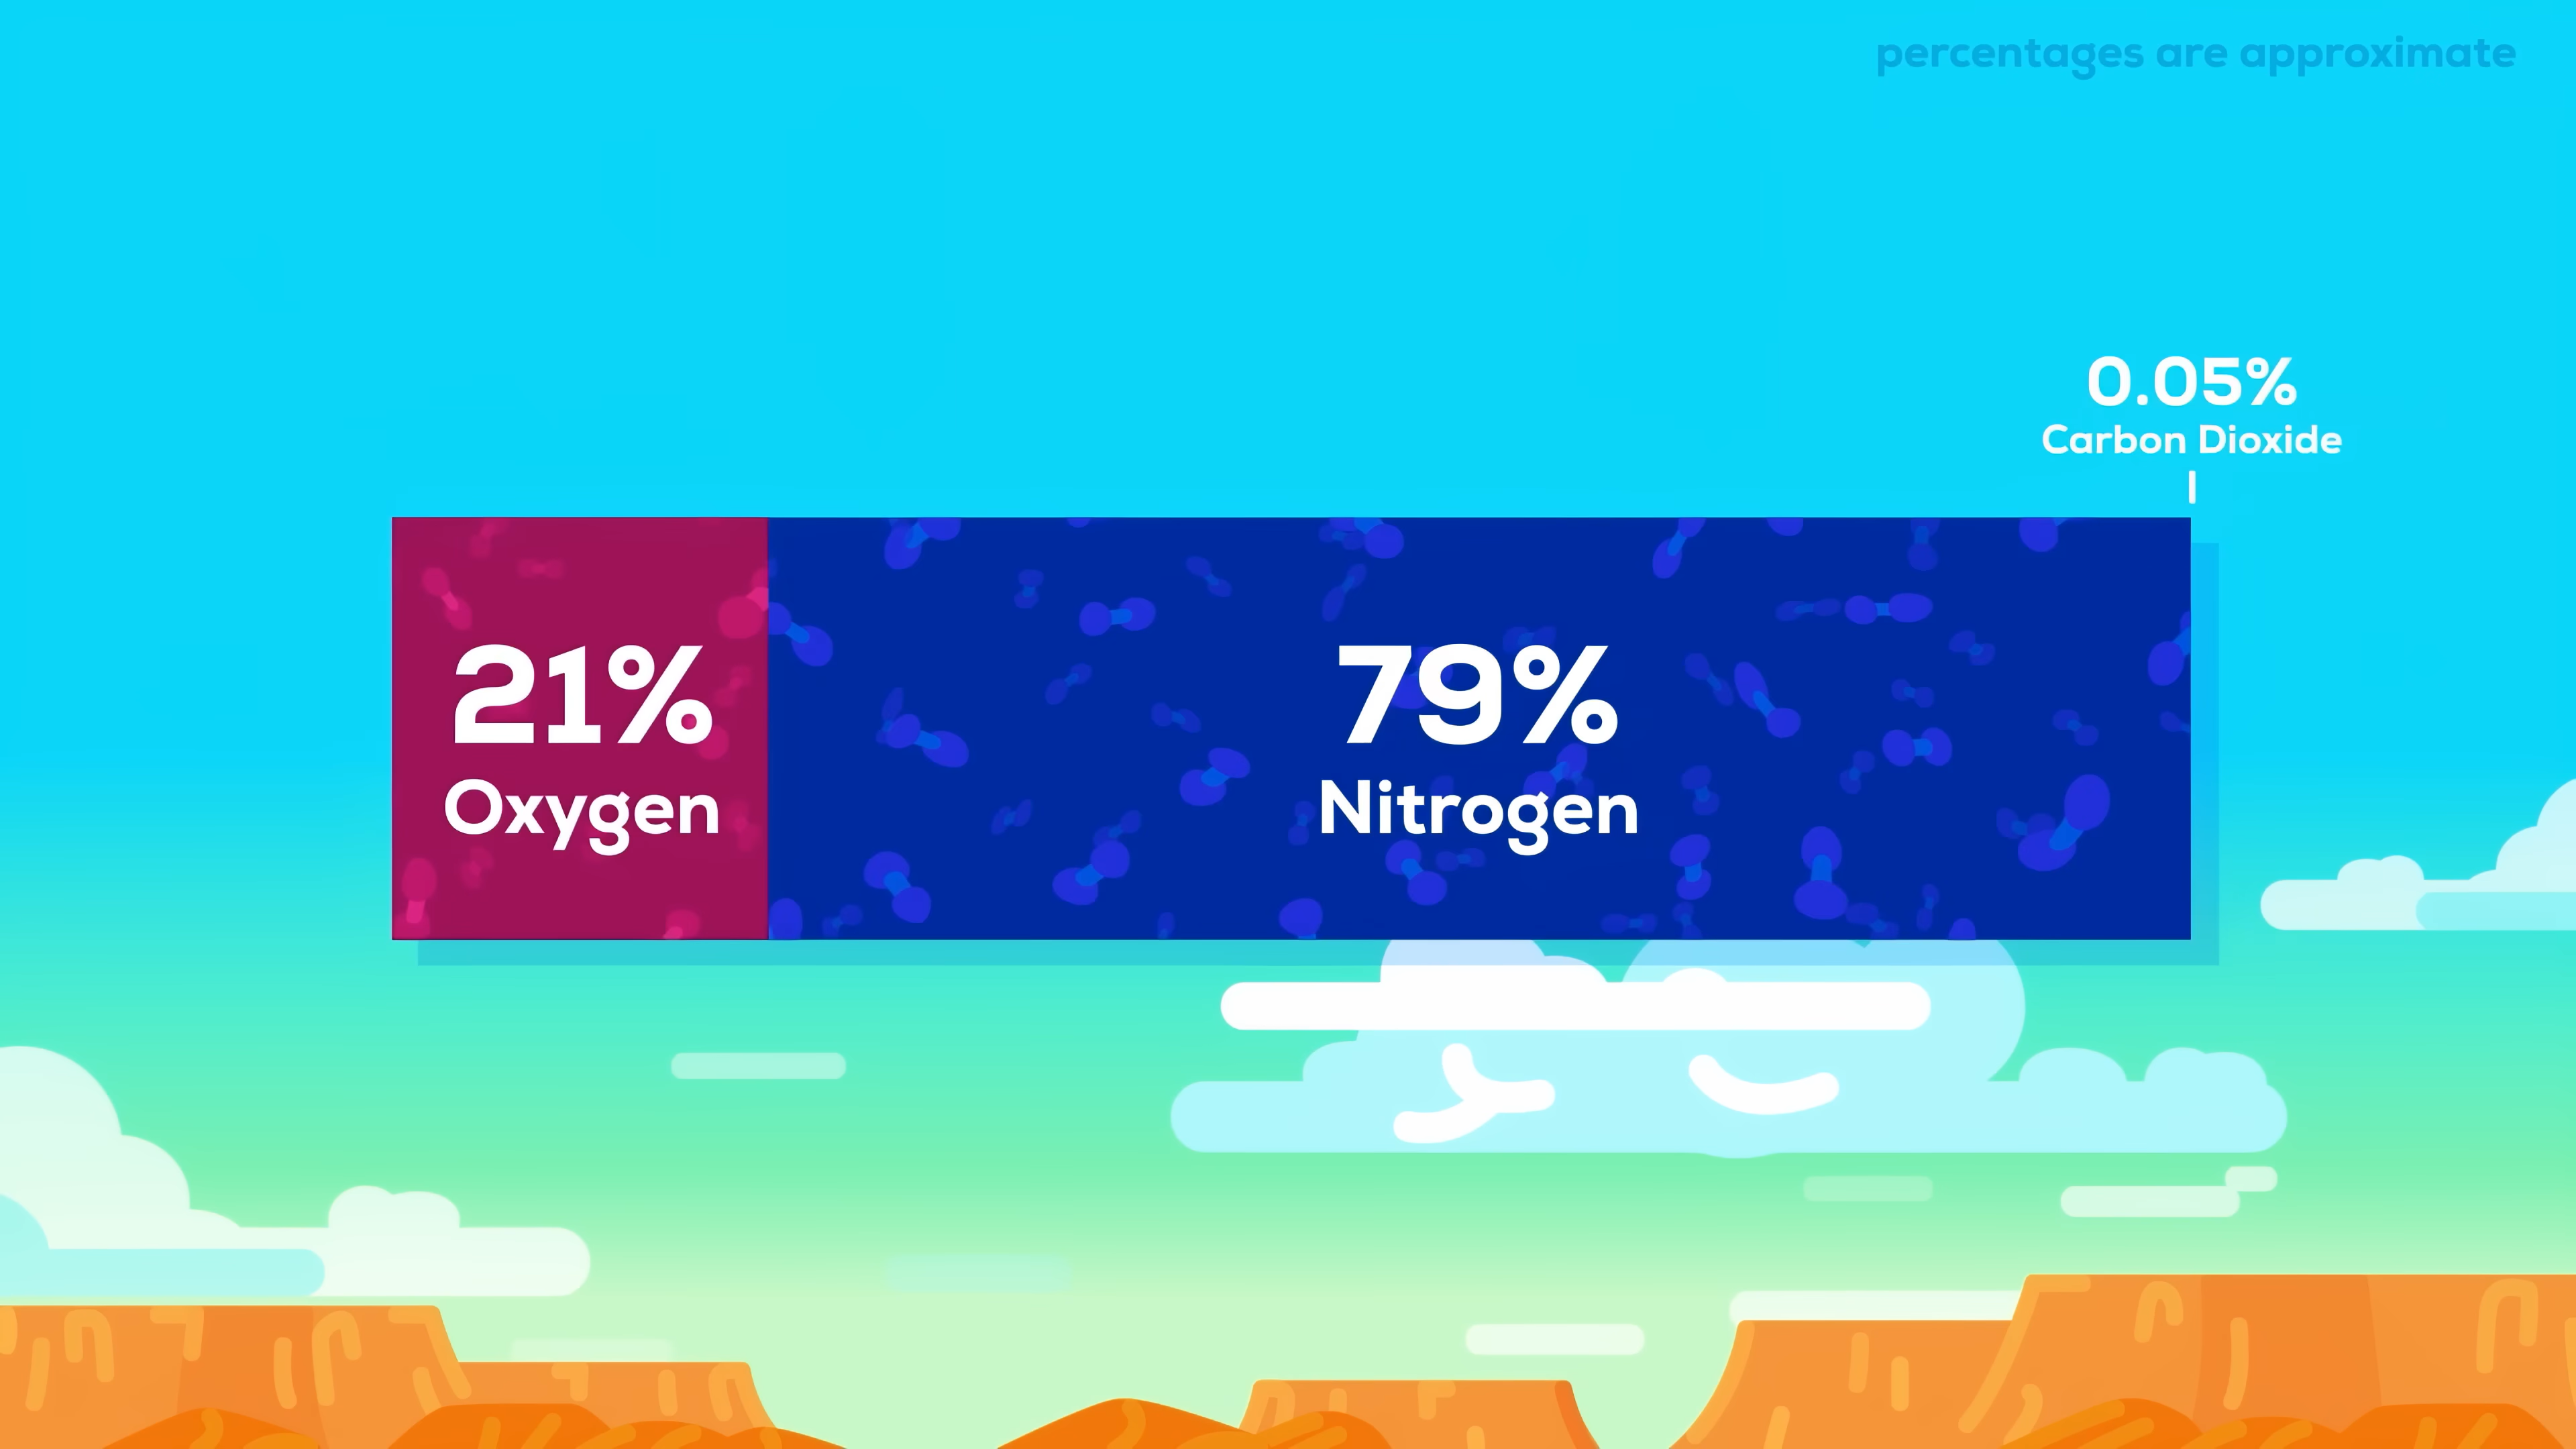 percentages are approximate
0.05%
Carbon Dioxide
21%
Oxygen
79%
Nitrogen